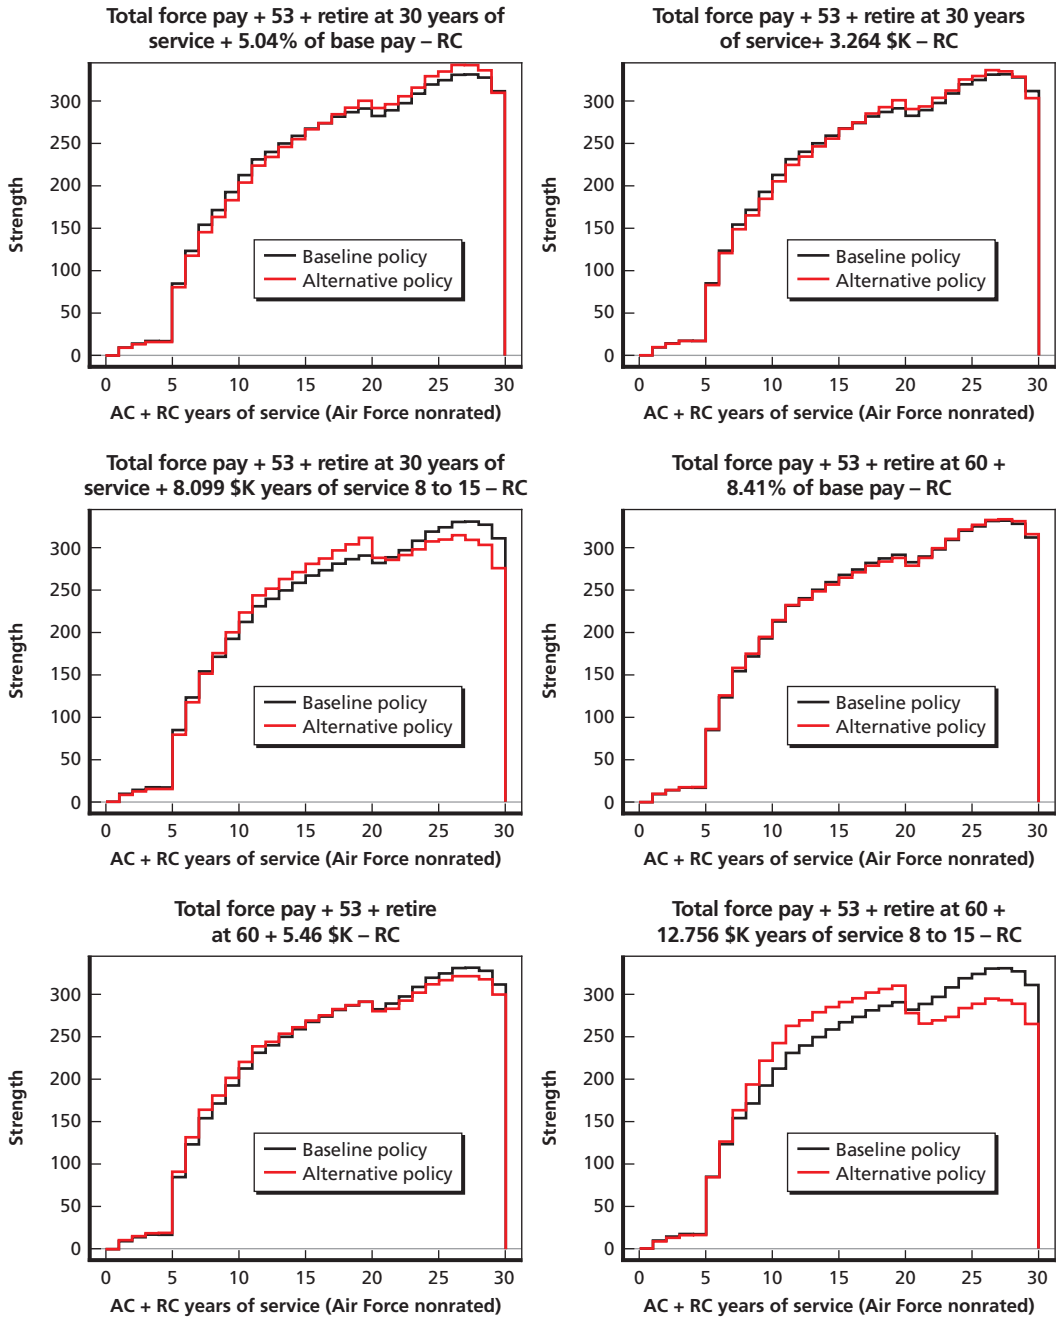 Total force pay + 53 + retire at 30 years of
service + 5.04% of base pay – RC
Strength
300
250
200
150
100
50
0
Baseline policy
Alternative policy
0 5 10 15 20 25 30
AC + RC years of service (Air Force nonrated)
Total force pay + 53 + retire at 30 years
of service+ 3.264 $K – RC
Strength
300
250
200
150
100
50
0
Baseline policy
Alternative policy
0 5 10 15 20 25 30
AC + RC years of service (Air Force nonrated)
Total force pay + 53 + retire at 30 years of
service + 8.099 $K years of service 8 to 15 – RC
Strength
300
250
200
150
100
50
0
Baseline policy
Alternative policy
0 5 10 15 20 25 30
AC + RC years of service (Air Force nonrated)
Total force pay + 53 + retire at 60 +
8.41% of base pay – RC
Strength
300
250
200
150
100
50
0
Baseline policy
Alternative policy
0 5 10 15 20 25 30
AC + RC years of service (Air Force nonrated)
Total force pay + 53 + retire
at 60 + 5.46 $K – RC
Strength
300
250
200
150
100
50
0
Baseline policy
Alternative policy
0 5 10 15 20 25 30
AC + RC years of service (Air Force nonrated)
Total force pay + 53 + retire at 60 +
12.756 $K years of service 8 to 15 – RC
Strength
300
250
200
150
100
50
0
Baseline policy
Alternative policy
0 5 10 15 20 25 30
AC + RC years of service (Air Force nonrated)